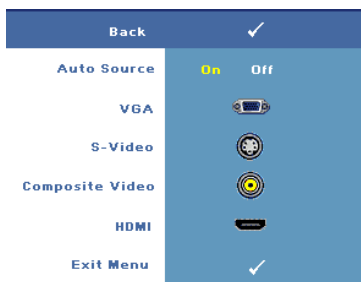 Back
Auto Source On Off
VGA
S-Video
Composite Video
HDMI
Exit Menu